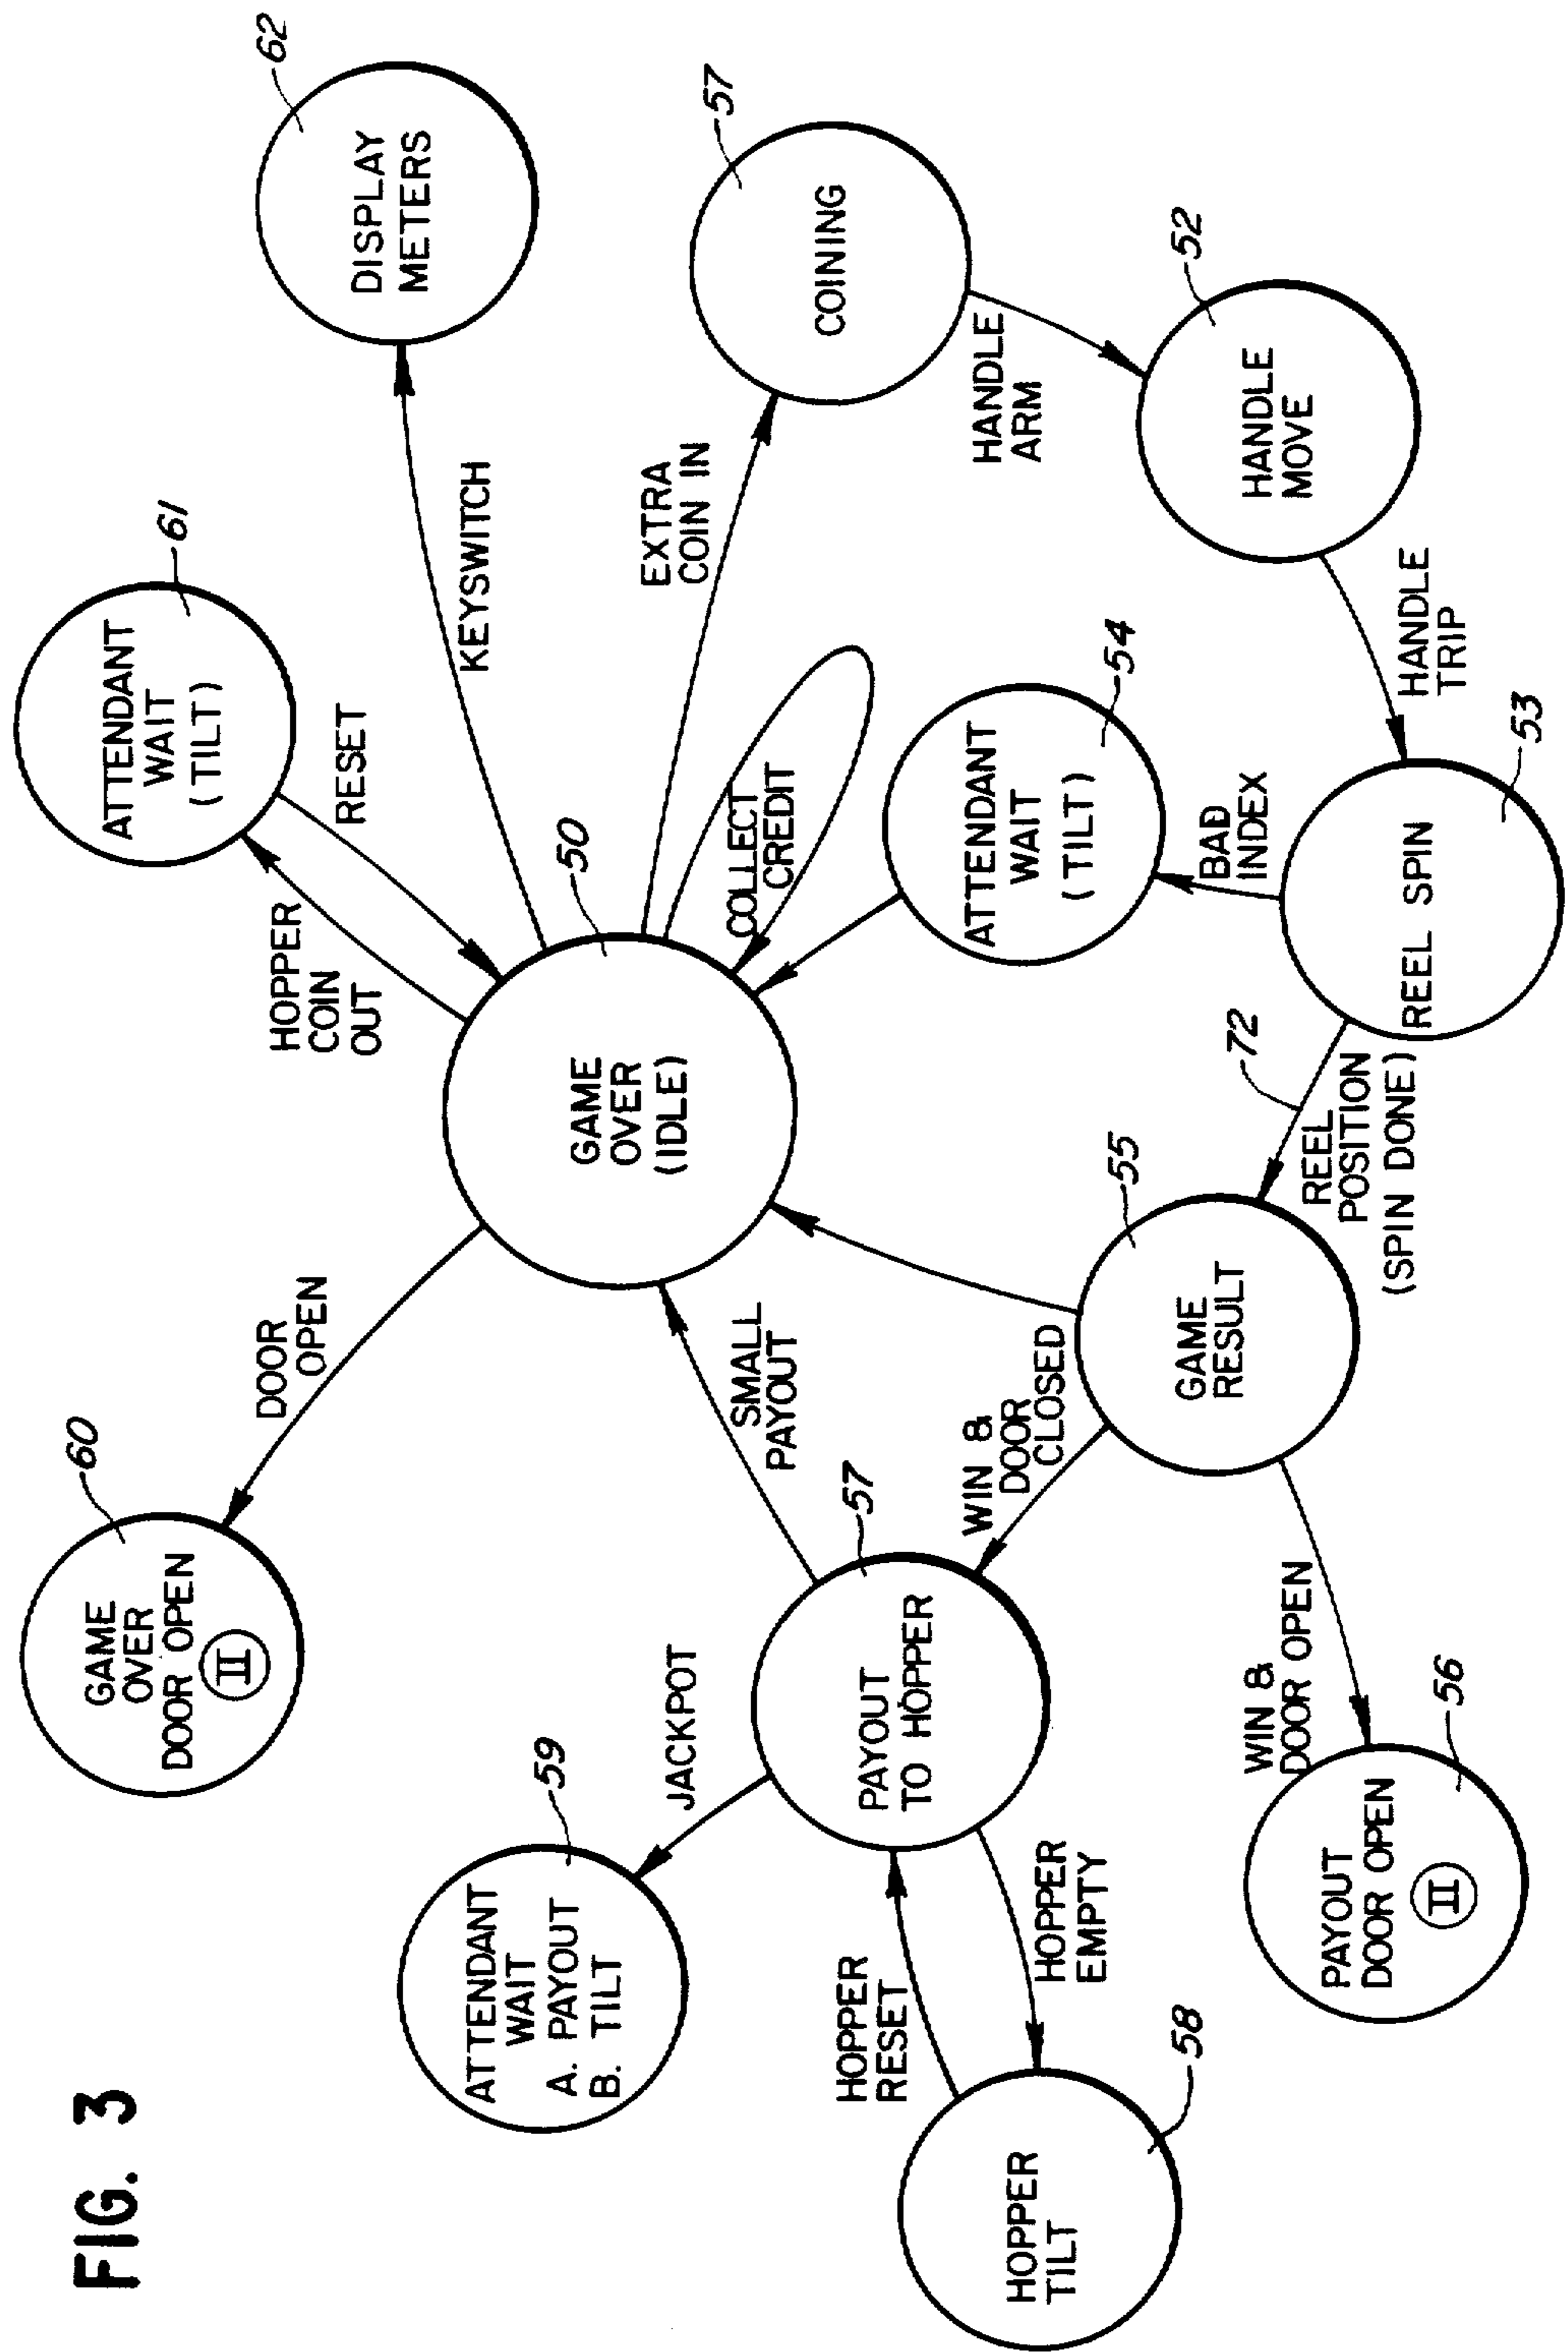 FIG. 3
GAME
OVER
DOOR OPEN
II
60
DOOR
OPEN
HOPPER
COIN
OUT
ATTENDANT
WAIT
(TILT)
61
RESET
KEYSWITCH
DISPLAY
METERS
62
ATTENDANT
WAIT
A. PAYOUT
B. TILT
59
JACKPOT
GAME
OVER
(IDLE)
50
EXTRA
COIN IN
COINING
57
COLLECT
CREDIT
SMALL
PAYOUT
PAYOUT
TO HOPPER
57
HOPPER
RESET
HOPPER
EMPTY
HOPPER
TILT
58
WIN &
DOOR
CLOSED
GAME
RESULT
55
ATTENDANT
WAIT
(TILT)
54
HANDLE
ARM
HANDLE
MOVE
52
BAD
INDEX
HANDLE
TRIP
72
REEL
POSITION
(SPIN DONE)
REEL SPIN
53
WIN &
DOOR OPEN
PAYOUT
DOOR OPEN
II
56